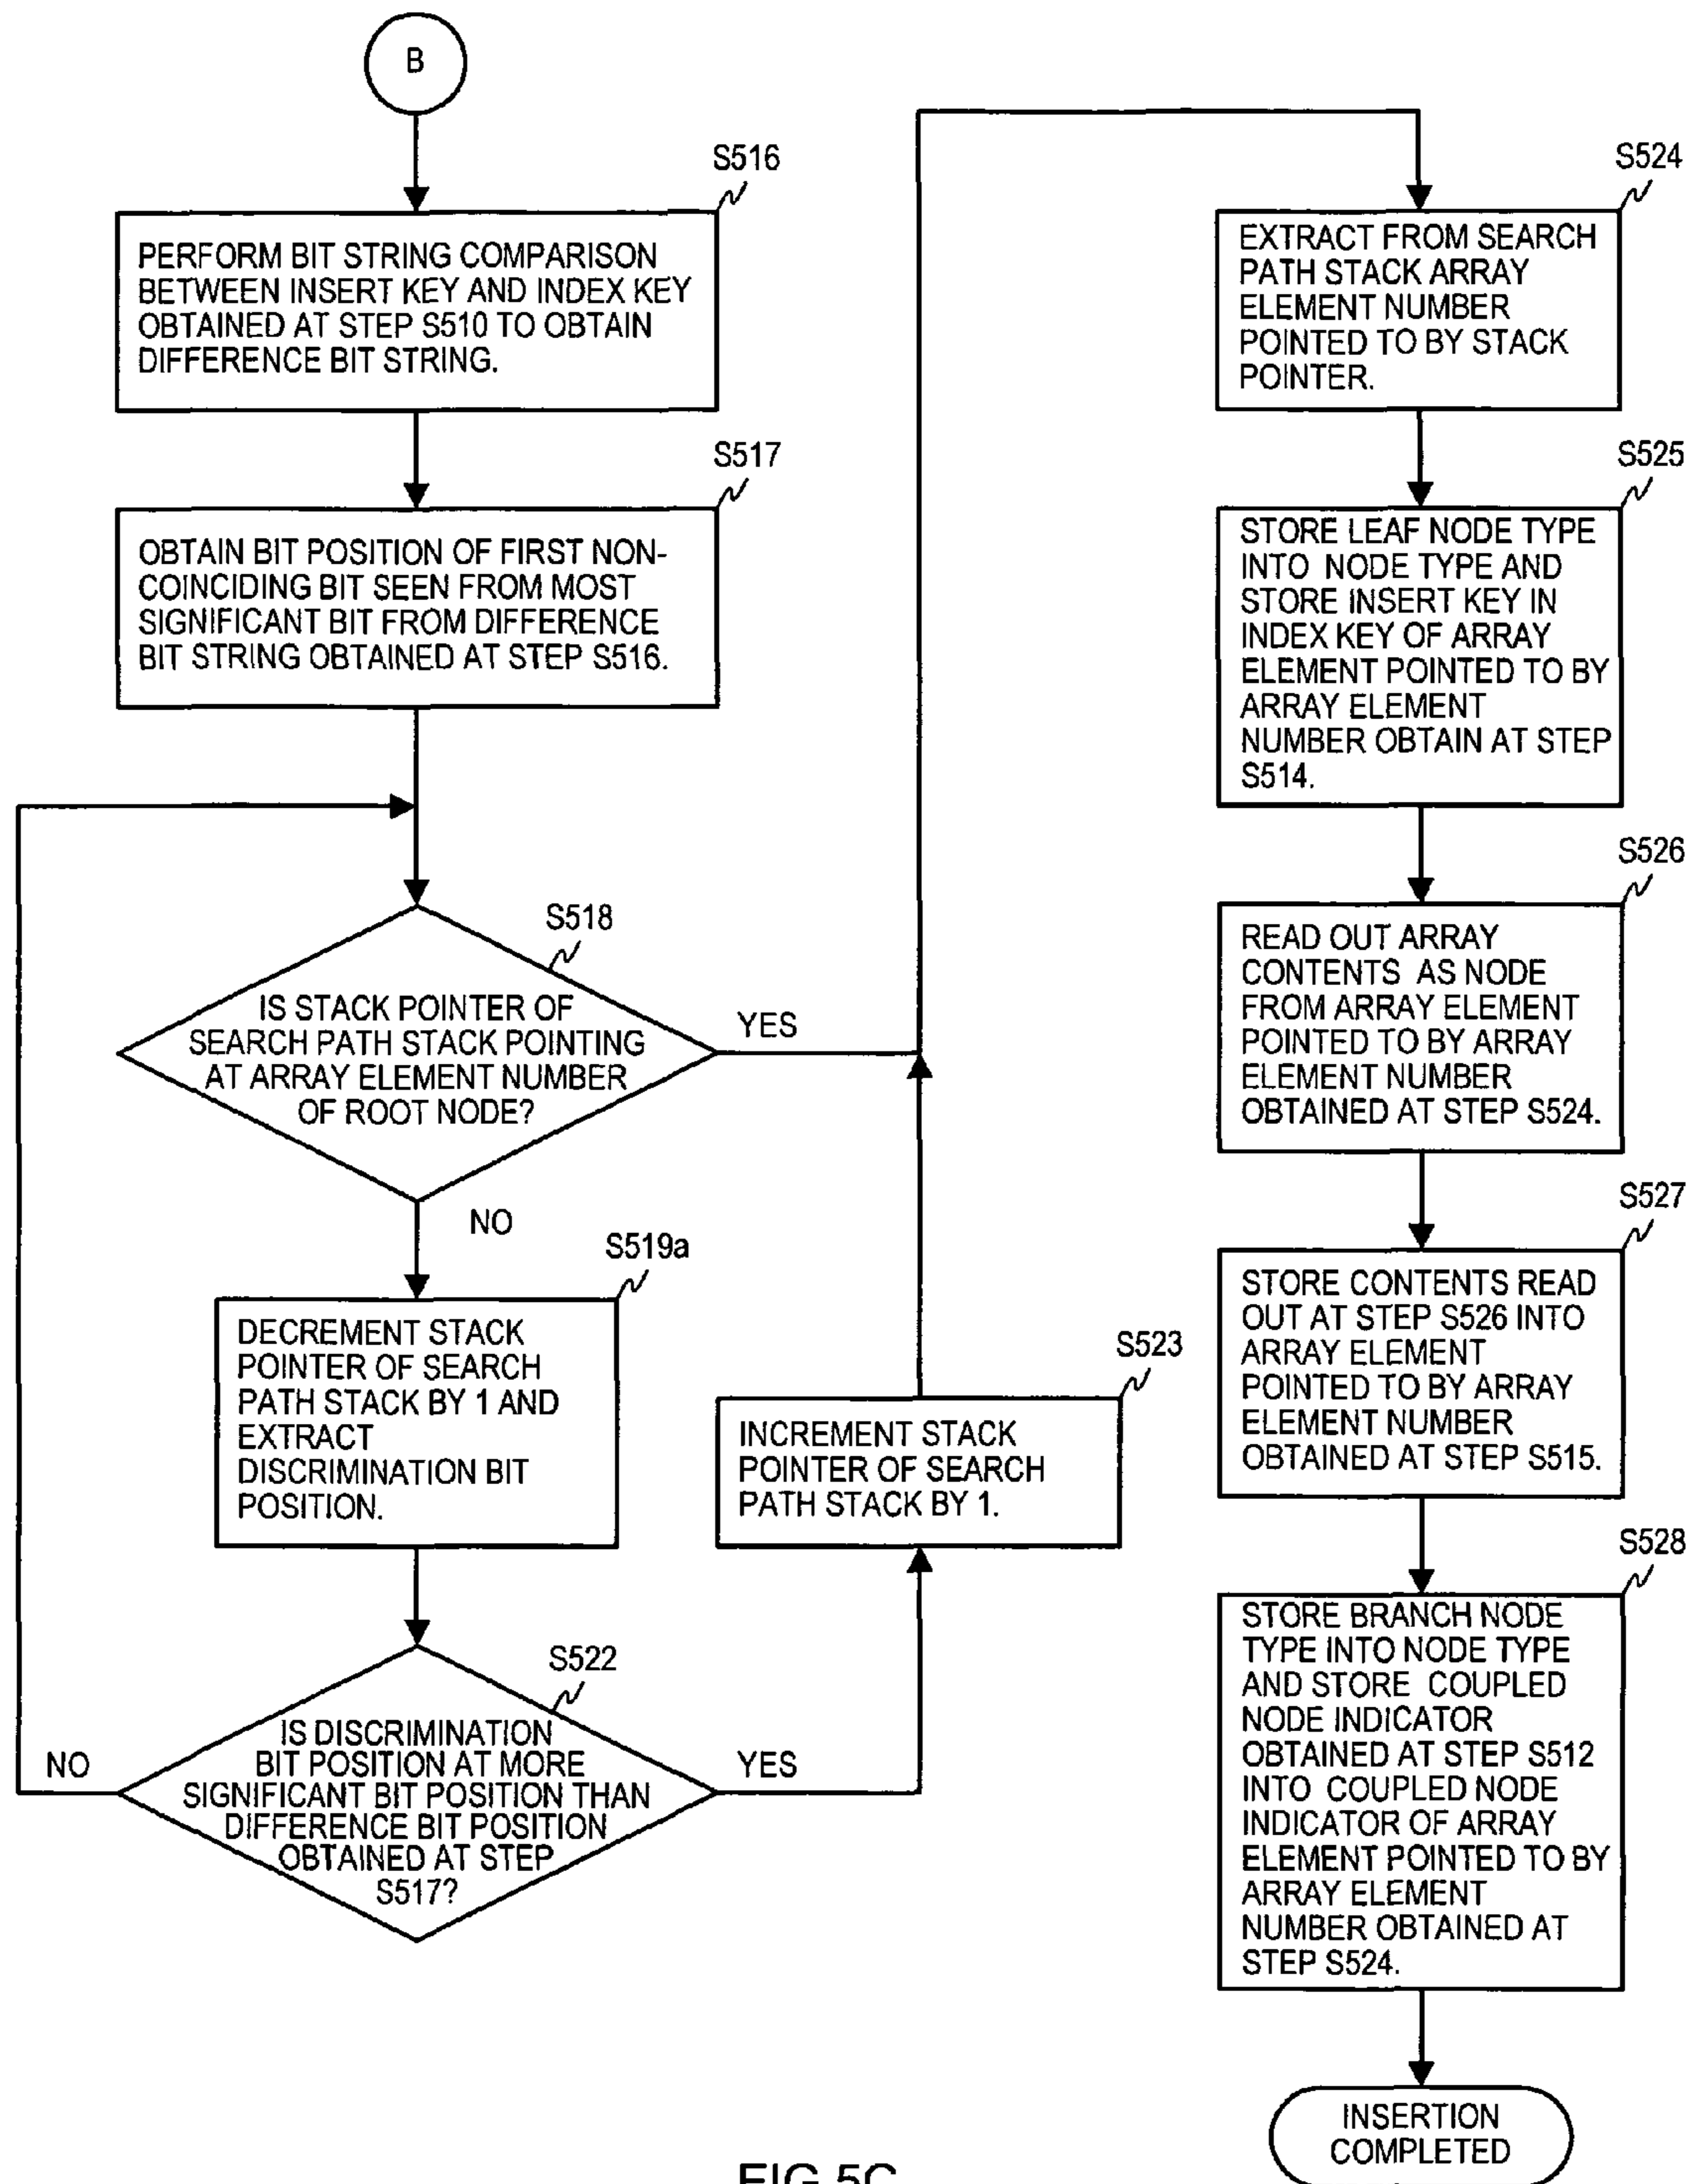 B
S516
PERFORM BIT STRING COMPARISON
BETWEEN INSERT KEY AND INDEX KEY
OBTAINED AT STEP S510 TO OBTAIN
DIFFERENCE BIT STRING.
S517
OBTAIN BIT POSITION OF FIRST NON-
COINCIDING BIT SEEN FROM MOST
SIGNIFICANT BIT FROM DIFFERENCE
BIT STRING OBTAINED AT STEP S516.
S518
IS STACK POINTER OF
SEARCH PATH STACK POINTING
AT ARRAY ELEMENT NUMBER
OF ROOT NODE?
YES
NO
S519a
DECREMENT STACK
POINTER OF SEARCH
PATH STACK BY 1 AND
EXTRACT
DISCRIMINATION BIT
POSITION.
S522
IS DISCRIMINATION
BIT POSITION AT MORE
SIGNIFICANT BIT POSITION THAN
DIFFERENCE BIT POSITION
OBTAINED AT STEP
S517?
NO
YES
S523
INCREMENT STACK
POINTER OF SEARCH
PATH STACK BY 1.
S524
EXTRACT FROM SEARCH
PATH STACK ARRAY
ELEMENT NUMBER
POINTED TO BY STACK
POINTER.
S525
STORE LEAF NODE TYPE
INTO NODE TYPE AND
STORE INSERT KEY IN
INDEX KEY OF ARRAY
ELEMENT POINTED TO BY
ARRAY ELEMENT
NUMBER OBTAIN AT STEP
S514.
S526
READ OUT ARRAY
CONTENTS AS NODE
FROM ARRAY ELEMENT
POINTED TO BY ARRAY
ELEMENT NUMBER
OBTAINED AT STEP S524.
S527
STORE CONTENTS READ
OUT AT STEP S526 INTO
ARRAY ELEMENT
POINTED TO BY ARRAY
ELEMENT NUMBER
OBTAINED AT STEP S515.
S528
STORE BRANCH NODE
TYPE INTO NODE TYPE
AND STORE COUPLED
NODE INDICATOR
OBTAINED AT STEP S512
INTO COUPLED NODE
INDICATOR OF ARRAY
ELEMENT POINTED TO BY
ARRAY ELEMENT
NUMBER OBTAINED AT
STEP S524.
INSERTION
COMPLETED
FIG.5C